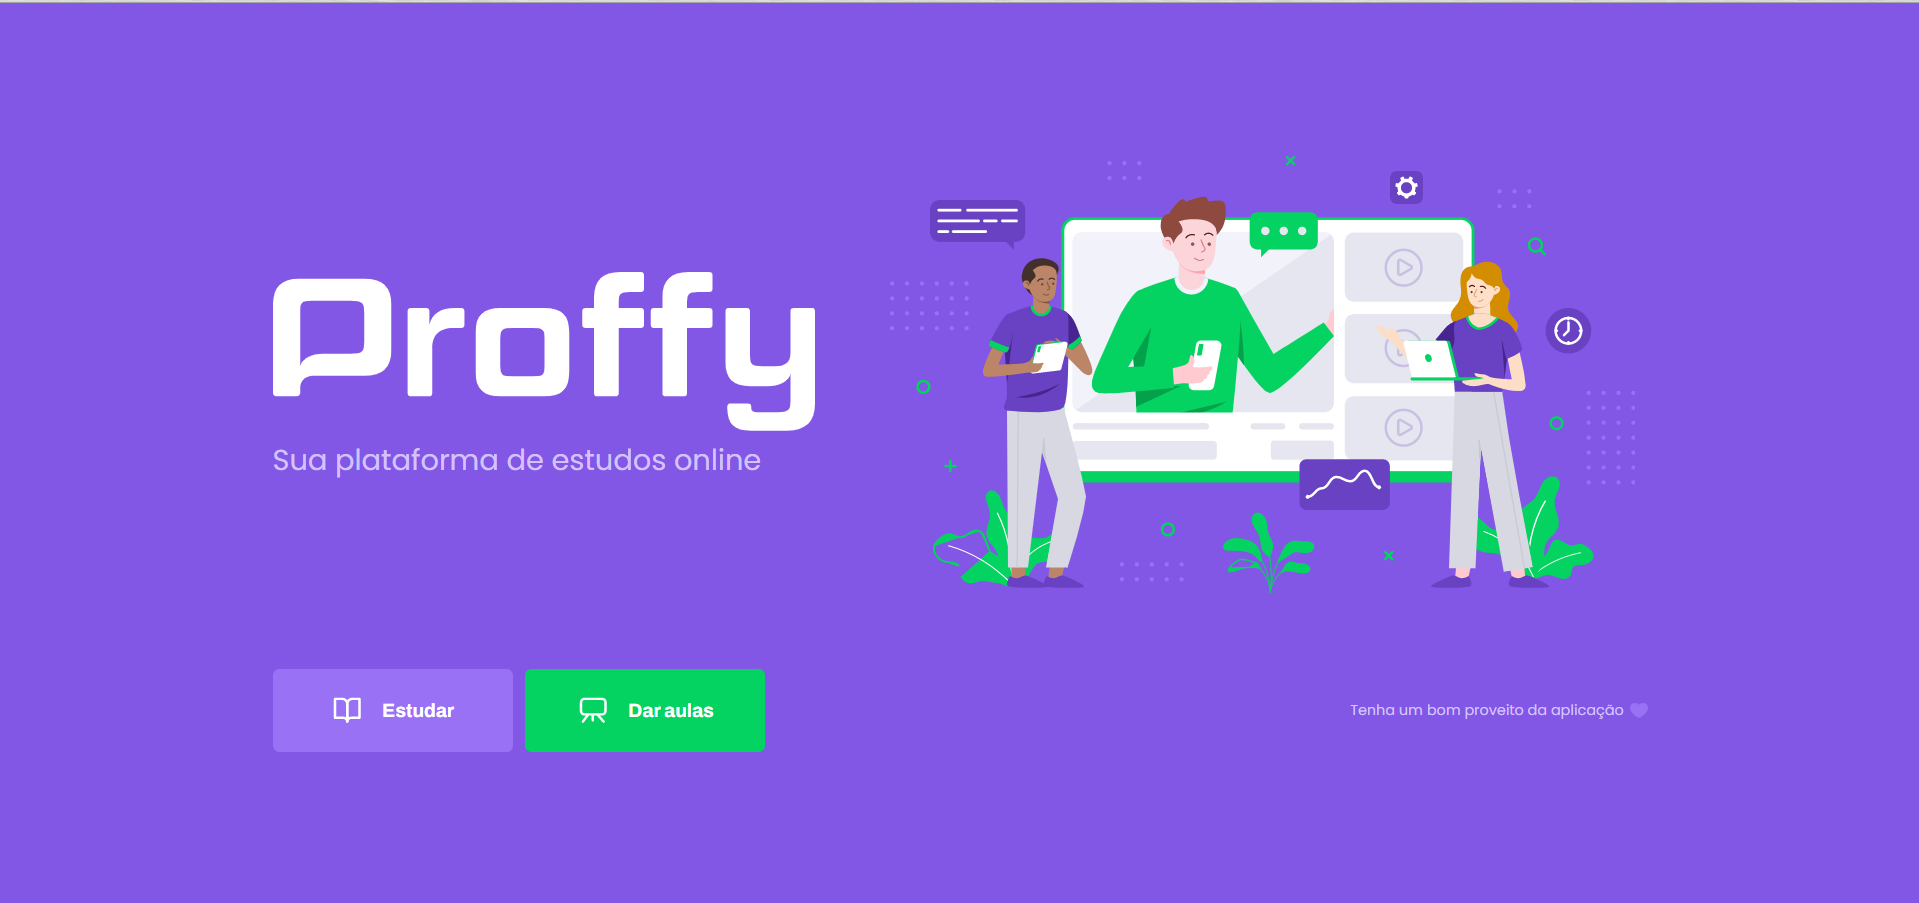 Proffy
Sua plataforma de estudos online
Estudar
Dar aulas
Tenha um bom proveito da aplicação